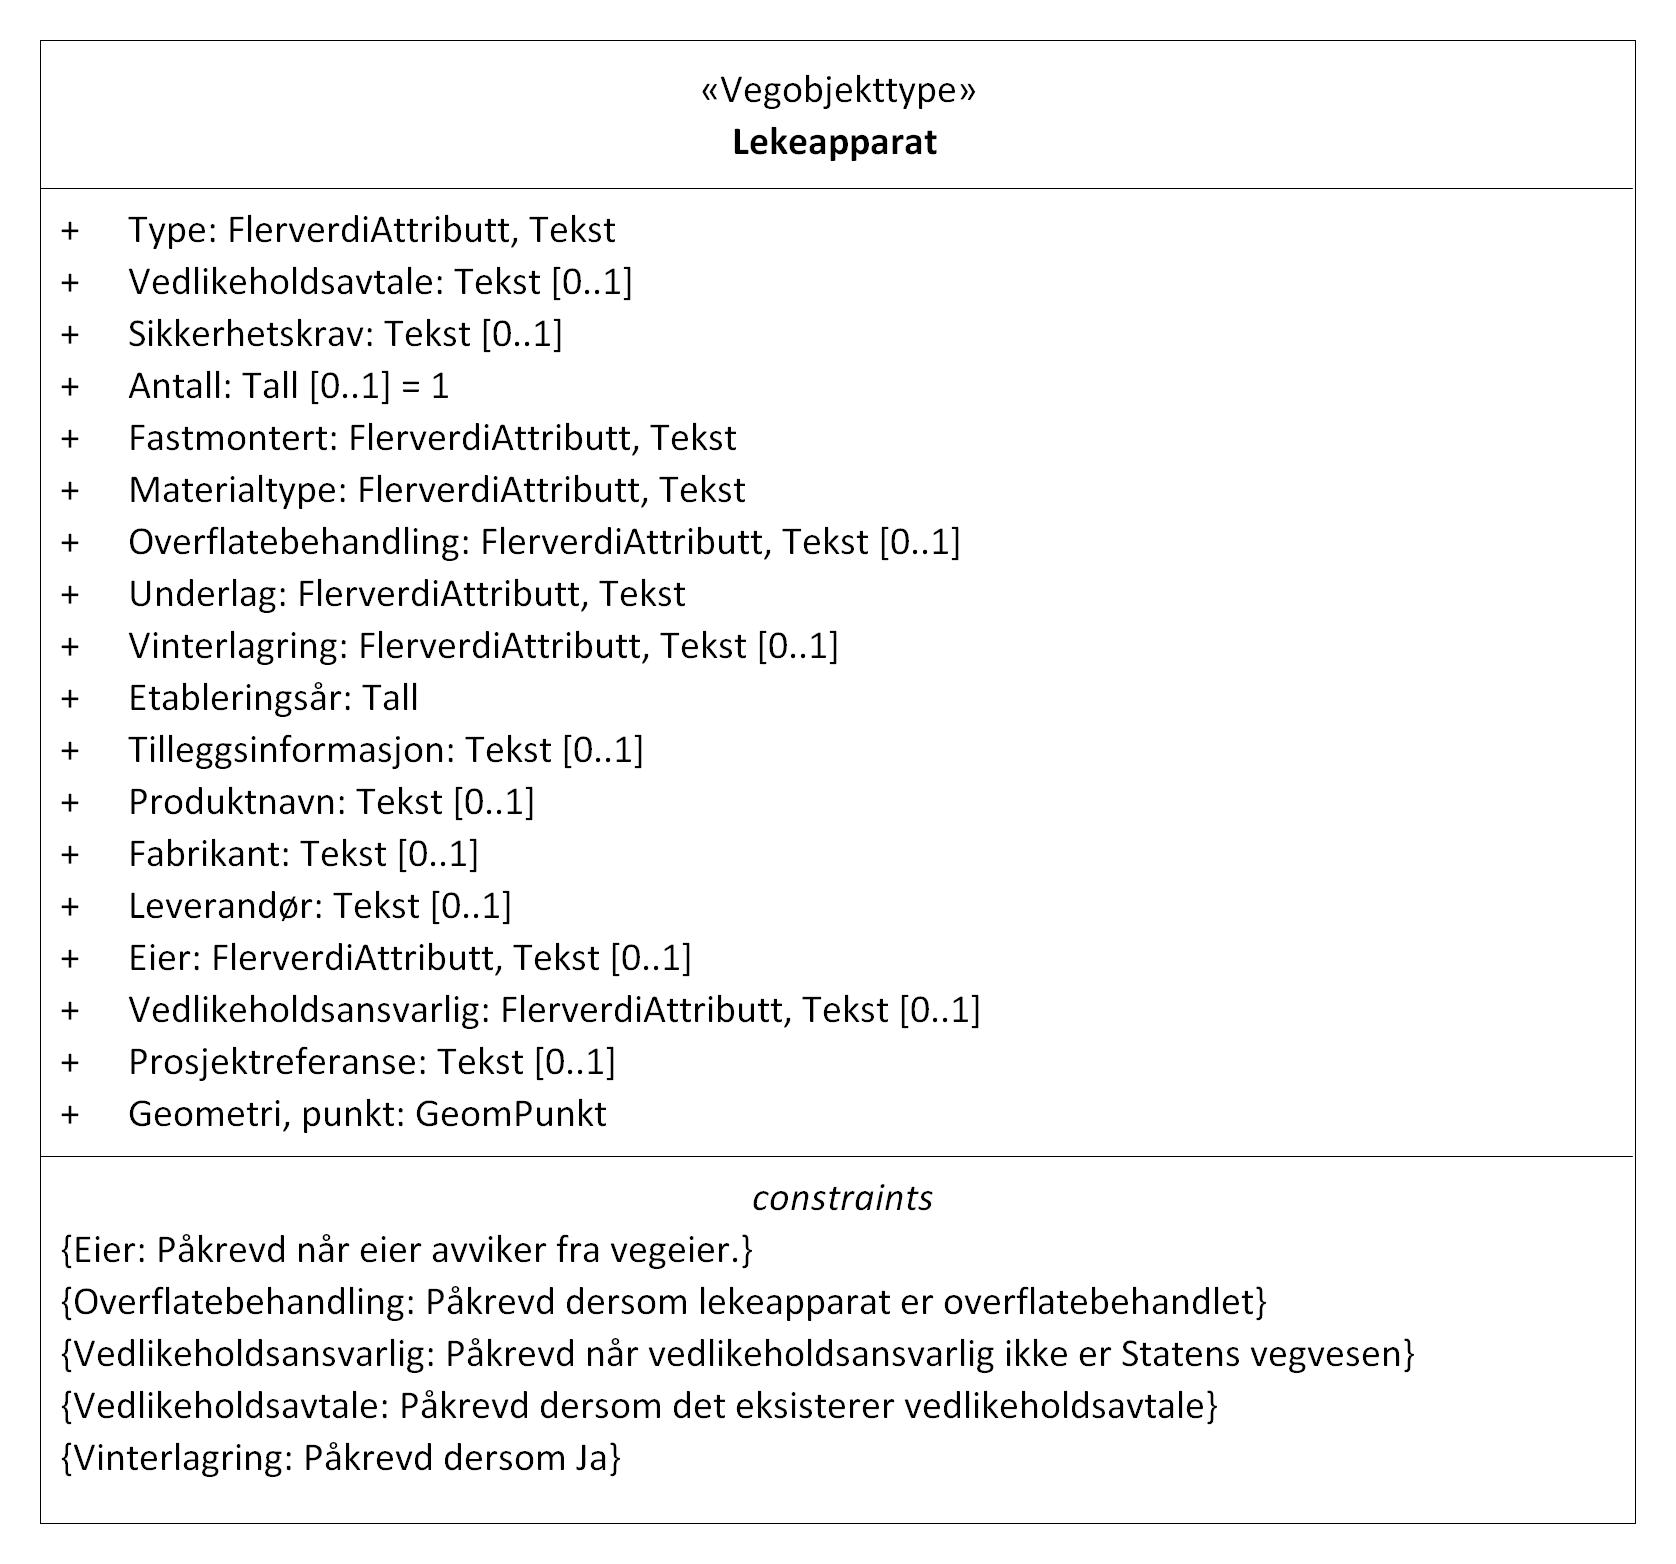 «Vegobjekttype»
Lekeapparat
+ Type: FlerverdiAttributt, Tekst
+ Vedlikeholdsavtale: Tekst [0..1]
+ Sikkerhetskrav: Tekst [0..1]
+ Antall: Tall [0..1] = 1
+ Fastmontert: FlerverdiAttributt, Tekst
+ Materialtype: FlerverdiAttributt, Tekst
+ Overflatebehandling: FlerverdiAttributt, Tekst [0..1]
+ Underlag: FlerverdiAttributt, Tekst
+ Vinterlagring: FlerverdiAttributt, Tekst [0..1]
+ Etableringsår: Tall
+ Tilleggsinformasjon: Tekst [0..1]
+ Produktnavn: Tekst [0..1]
+ Fabrikant: Tekst [0..1]
+ Leverandør: Tekst [0..1]
+ Eier: FlerverdiAttributt, Tekst [0..1]
+ Vedlikeholdsansvarlig: FlerverdiAttributt, Tekst [0..1]
+ Prosjektreferanse: Tekst [0..1]
+ Geometri, punkt: GeomPunkt
constraints
{Eier: Påkrevd når eier avviker fra vegeier.}
{Overflatebehandling: Påkrevd dersom lekeapparat er overflatebehandlet}
{Vedlikeholdsansvarlig: Påkrevd når vedlikeholdsansvarlig ikke er Statens vegvesen}
{Vedlikeholdsavtale: Påkrevd dersom det eksisterer vedlikeholdsavtale}
{Vinterlagring: Påkrevd dersom Ja}